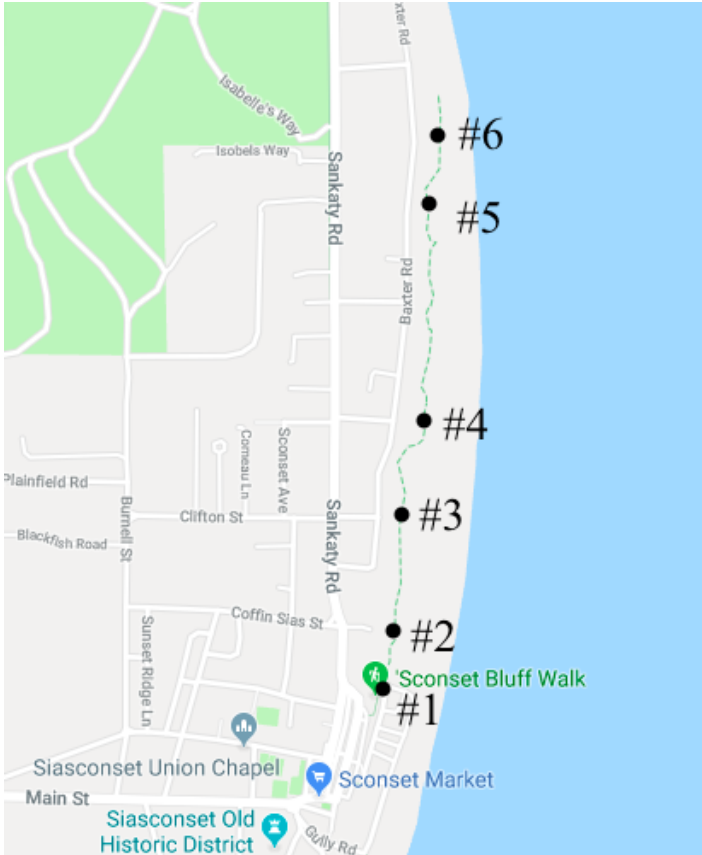 xter Rd
Isabelle's Way
#6
Isobels Way
Sankaty Rd
#5
Baxter Rd
#4
Sconset Ave
Comeau Ln
Plainfield Rd
Burnell St
Clifton St
#3
Blackfish Road
Sankaty Rd
Coffin Sias St
#2
Sunset Ridge Ln
'Sconset Bluff Walk
#1
Siasconset Union Chapel
Sconset Market
Main St
Siasconset Old
Historic District
Gully Rd